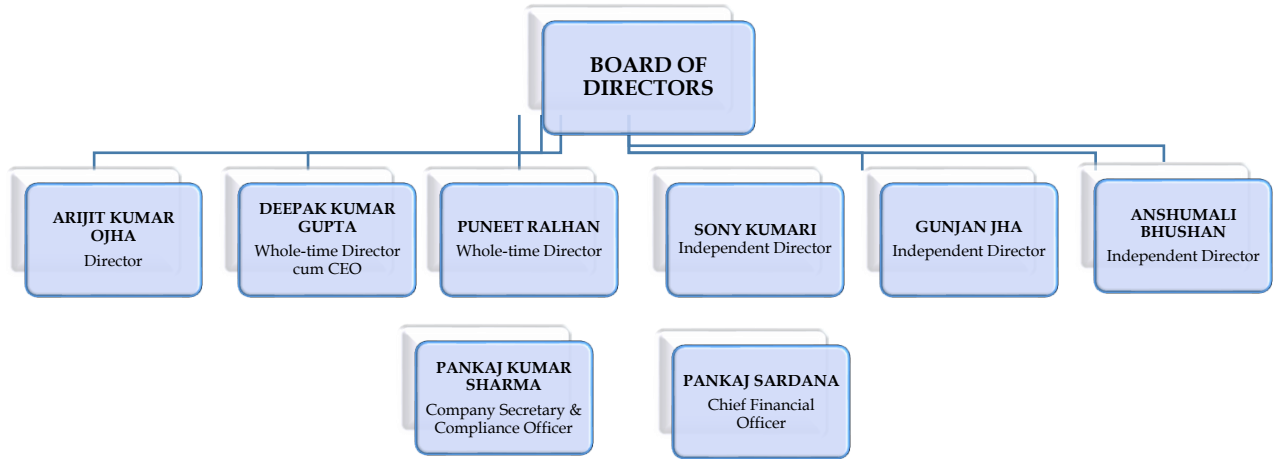 BOARD OF
DIRECTORS
ARIJIT KUMAR
OJHA
Director
DEEPAK KUMAR
GUPTA
Whole-time Director
cum CEO
PUNEET RALHAN
Whole-time Director
SONY KUMARI
Independent Director
GUNJAN JHA
Independent Director
ANSHUMALI
BHUSHAN
Independent Director
PANKAJ KUMAR
SHARMA
Company Secretary &
Compliance Officer
PANKAJ SARDANA
Chief Financial
Officer